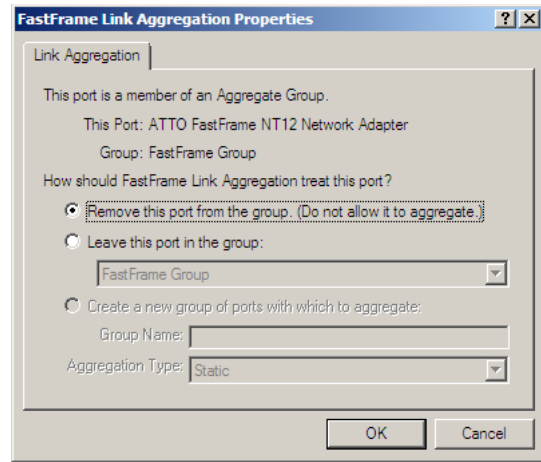 FastFrame Link Aggregation Properties
Link Aggregation
This port is a member of an Aggregate Group.
This Port: ATTO FastFrame NT12 Network Adapter
Group: FastFrame Group
How should FastFrame Link Aggregation treat this port?
Remove this port from the group. (Do not allow it to aggregate.)
Leave this port in the group:
FastFrame Group
Create a new group of ports with which to aggregate:
Group Name:
Aggregation Type: Static
OK Cancel